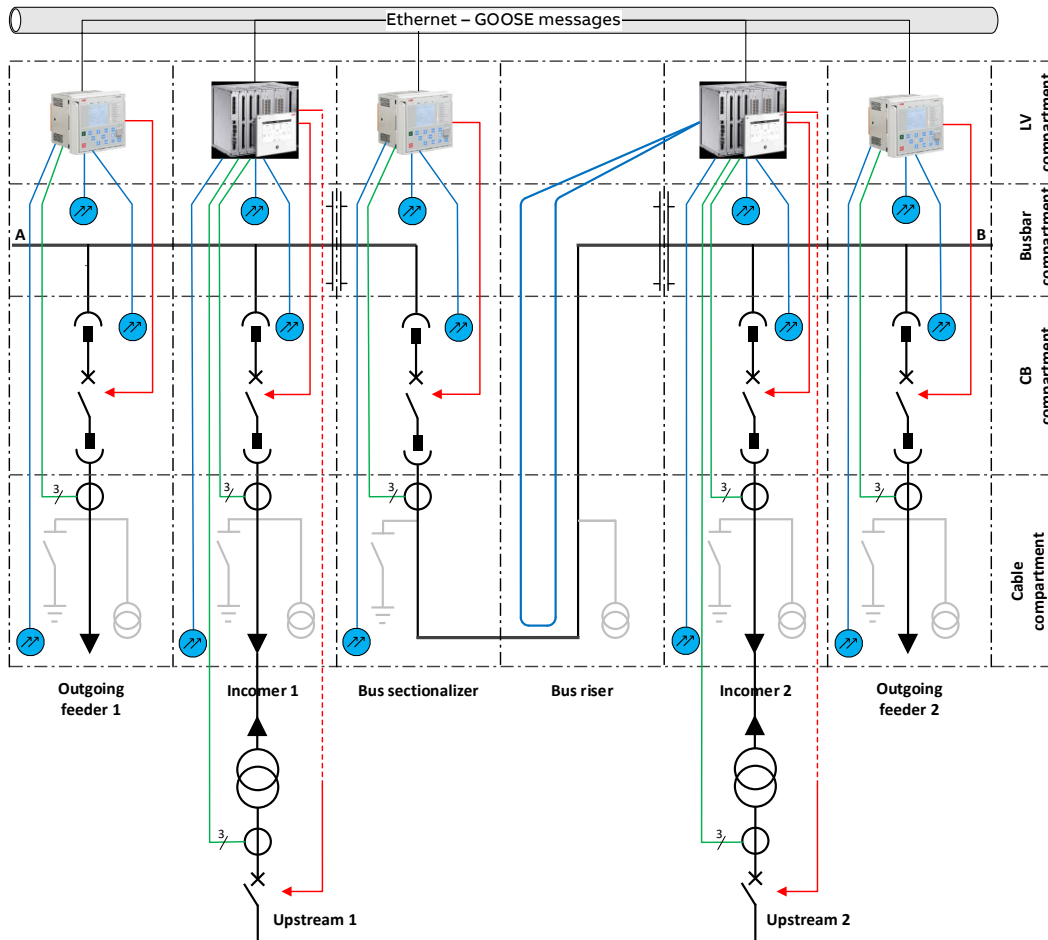 Ethernet – GOOSE messages
LV
compartment
Busbar
compartment
CB
compartment
Cable
compartment
A
B
3
3
3
3
3
Outgoing
feeder 1
Incomer 1
Bus sectionalizer
Bus riser
Incomer 2
Outgoing
feeder 2
3
3
Upstream 1
Upstream 2